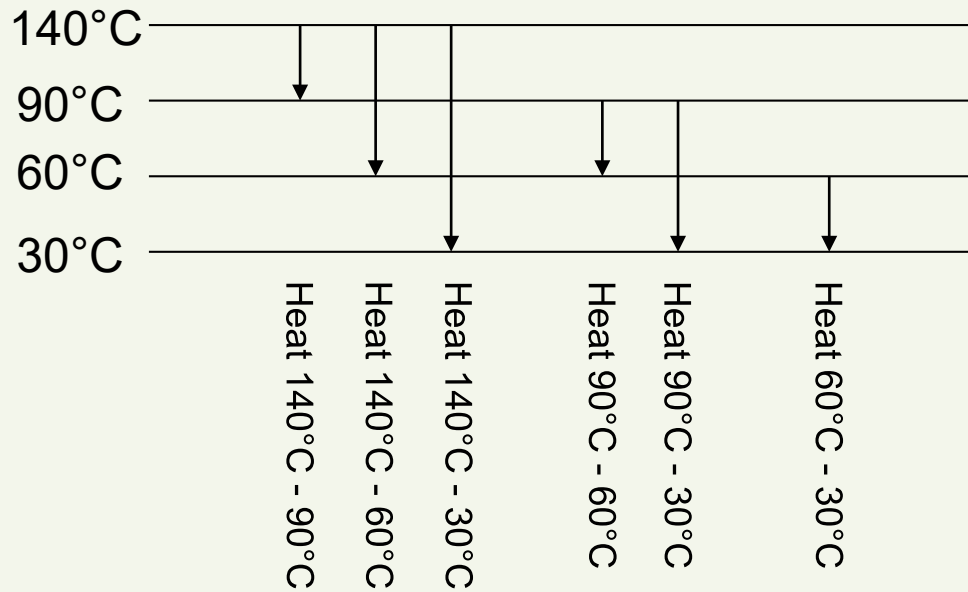 140°C
90°C
60°C
30°C
Heat 140°C - 90°C
Heat 140°C - 60°C
Heat 140°C - 30°C
Heat 90°C - 60°C
Heat 90°C - 30°C
Heat 60°C - 30°C